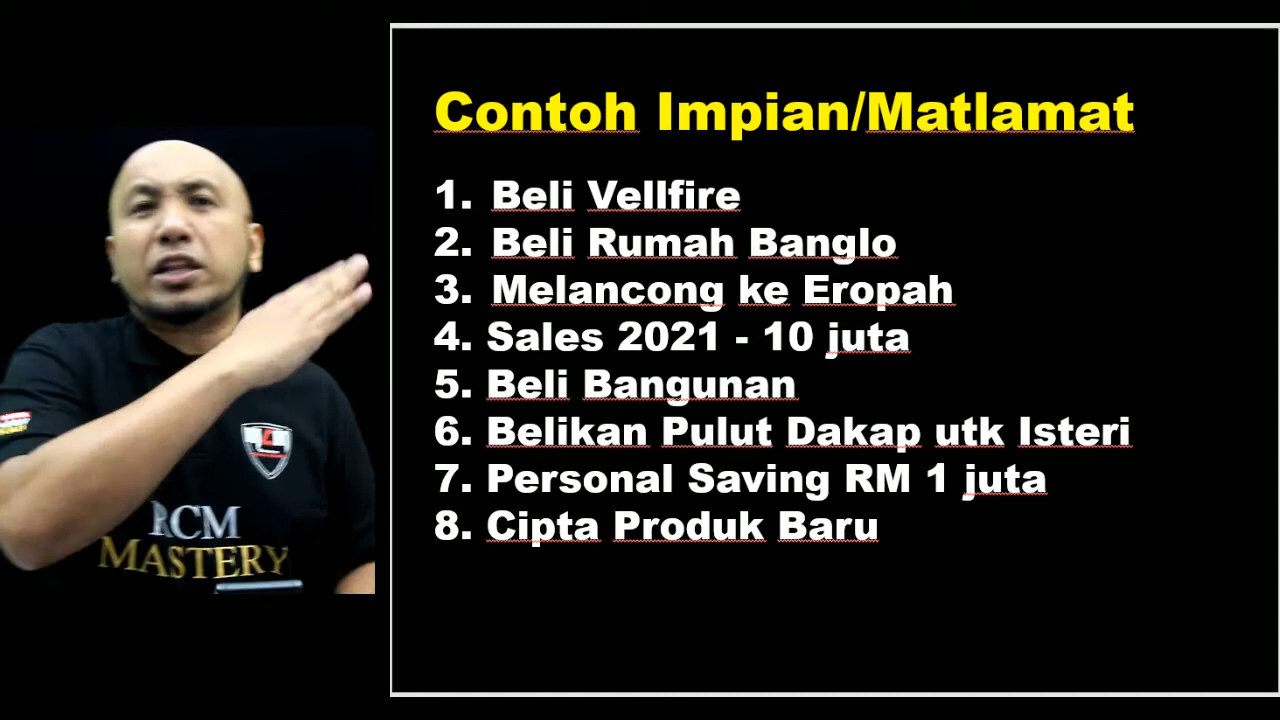 Contoh Impian/Matlamat
1. Beli Vellfire
2. Beli Rumah Banglo
3. Melancong ke Eropah
4. Sales 2021 - 10 juta
5. Beli Bangunan
6. Belikan Pulut Dakap utk Isteri
7. Personal Saving RM 1 juta
8. Cipta Produk Baru
RCM
MASTERY